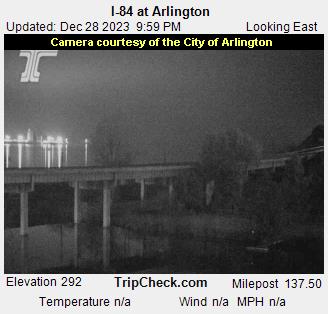 I-84 at Arlington
Updated: Dec 28 2023 9:59 PM Looking East
Camera courtesy of the City of Arlington
Elevation 292 TripCheck.com Milepost 137.50
Temperature n/a Wind n/a MPH n/a